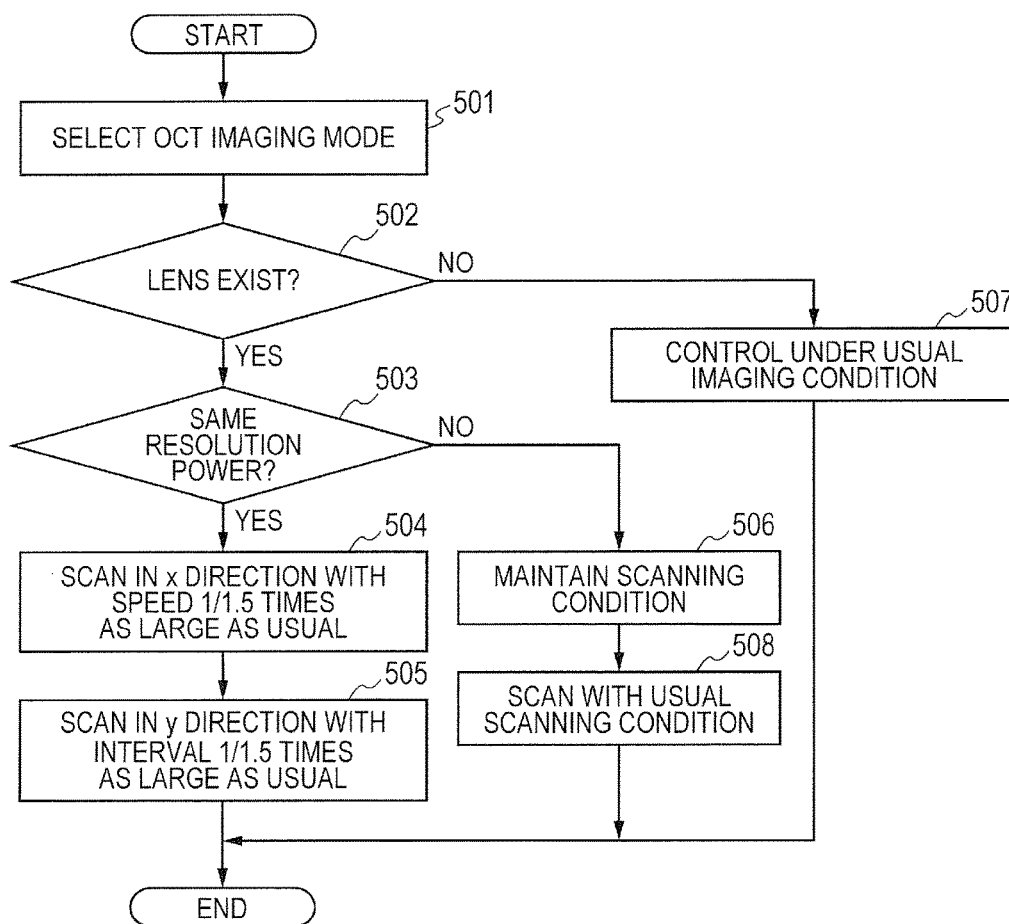 START
501
SELECT OCT IMAGING MODE
502
LENS EXIST?
NO
YES
507
CONTROL UNDER USUAL
IMAGING CONDITION
503
SAME
RESOLUTION
POWER?
NO
YES
504
SCAN IN x DIRECTION WITH
SPEED 1/1.5 TIMES
AS LARGE AS USUAL
506
MAINTAIN SCANNING
CONDITION
505
SCAN IN y DIRECTION WITH
INTERVAL 1/1.5 TIMES
AS LARGE AS USUAL
508
SCAN WITH USUAL
SCANNING CONDITION
END